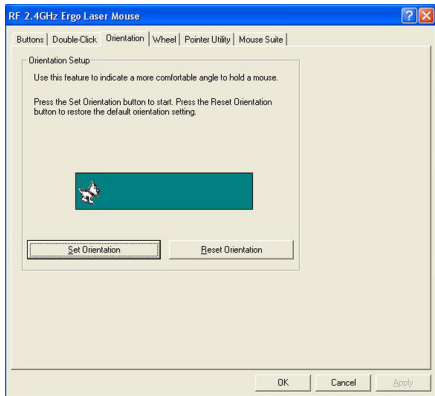 RF 2.4GHz Ergo Laser Mouse
Buttons Double-Click Orientation Wheel Pointer Utility Mouse Suite
Orientation Setup
Use this feature to indicate a more comfortable angle to hold a mouse.
Press the Set Orientation button to start. Press the Reset Orientation
button to restore the default orientation setting.
Set Orientation Reset Orientation
OK Cancel Apply